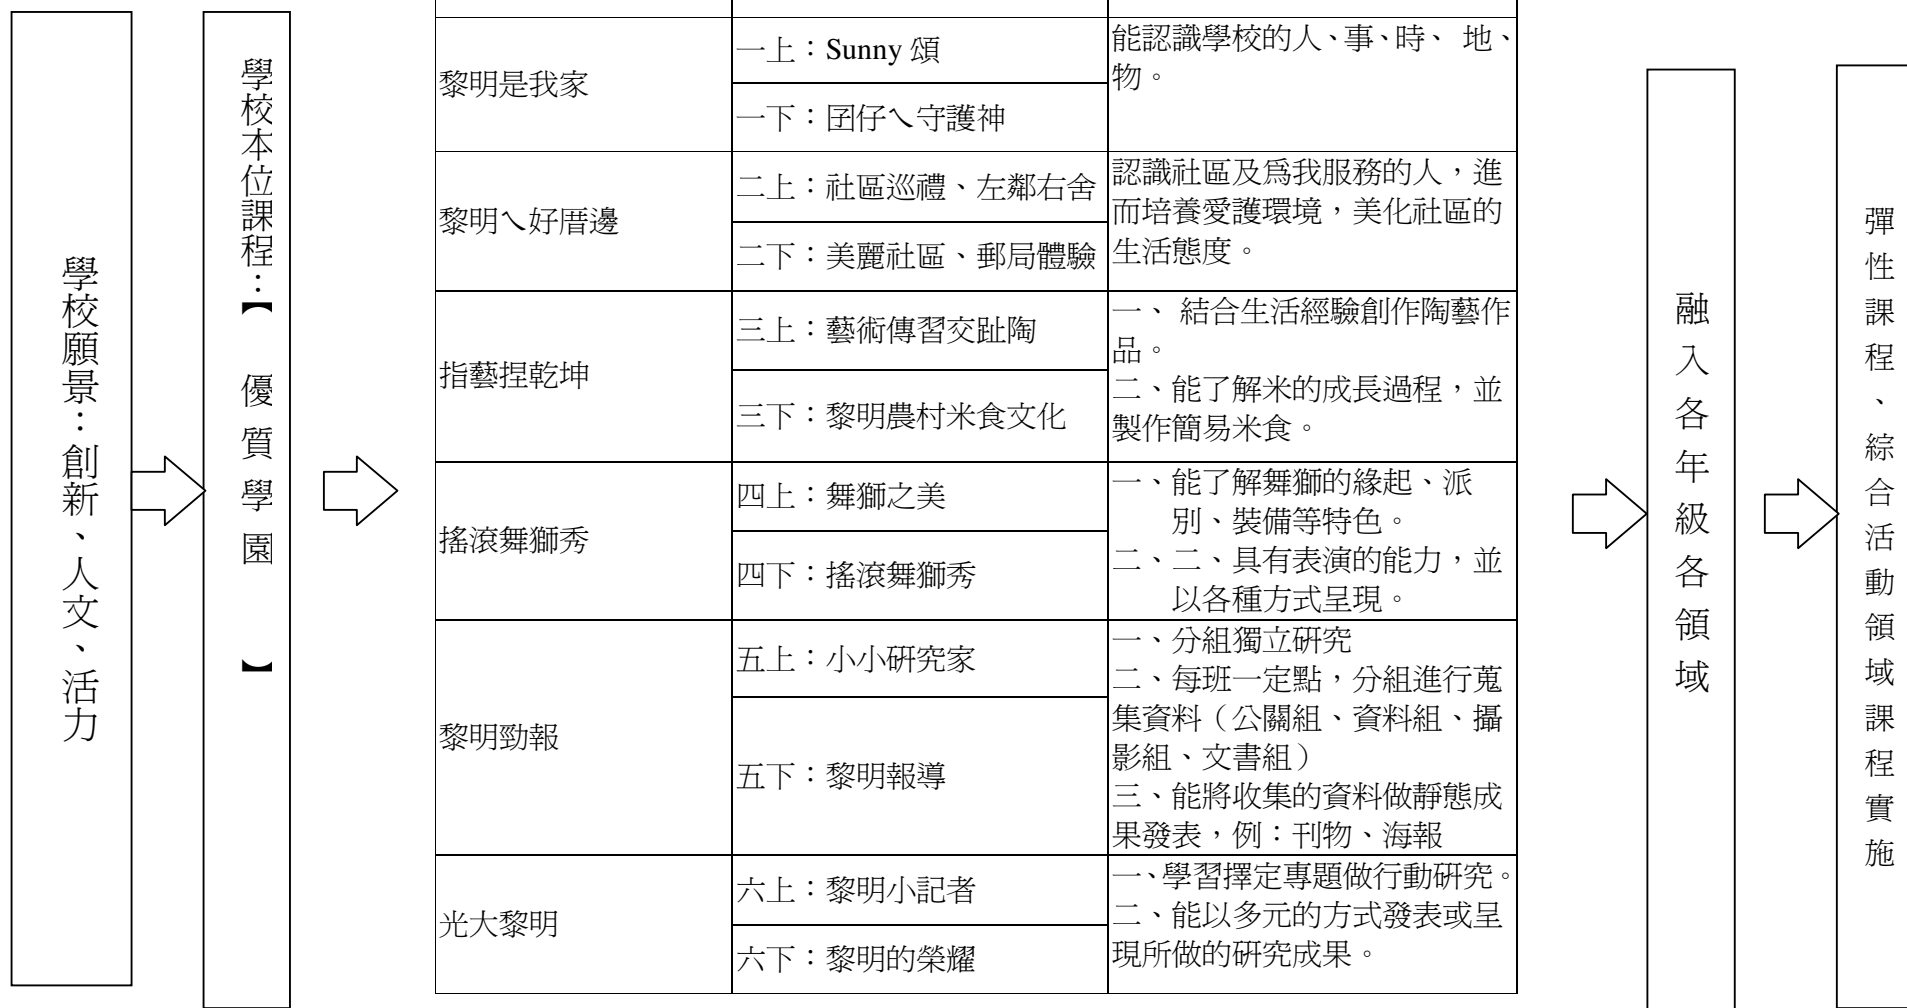 學校願景：創新、人文、活力
學校本位課程：【 優質學園 】
黎明是我家
一上：Sunny 頌
一下：囝仔ㄟ守護神
能認識學校的人、事、時、 地、
物。
黎明ㄟ好厝邊
二上：社區巡禮、左鄰右舍
二下：美麗社區、郵局體驗
認識社區及為我服務的人，進
而培養愛護環境，美化社區的
生活態度。
指藝捏乾坤
三上：藝術傳習交趾陶
三下：黎明農村米食文化
一、 結合生活經驗創作陶藝作
品。
二、能了解米的成長過程，並
製作簡易米食。
搖滾舞獅秀
四上：舞獅之美
四下：搖滾舞獅秀
一、能了解舞獅的緣起、派
別、裝備等特色。
二、二、具有表演的能力，並
以各種方式呈現。
黎明勁報
五上：小小研究家
五下：黎明報導
一、分組獨立研究
二、每班一定點，分組進行蒐
集資料（公關組、資料組、攝
影組、文書組）
三、能將收集的資料做靜態成
果發表，例：刊物、海報
光大黎明
六上：黎明小記者
六下：黎明的榮耀
一、學習擇定專題做行動研究。
二、能以多元的方式發表或呈
現所做的研究成果。
融入各年級各領域
彈性課程、綜合活動領域課程實施